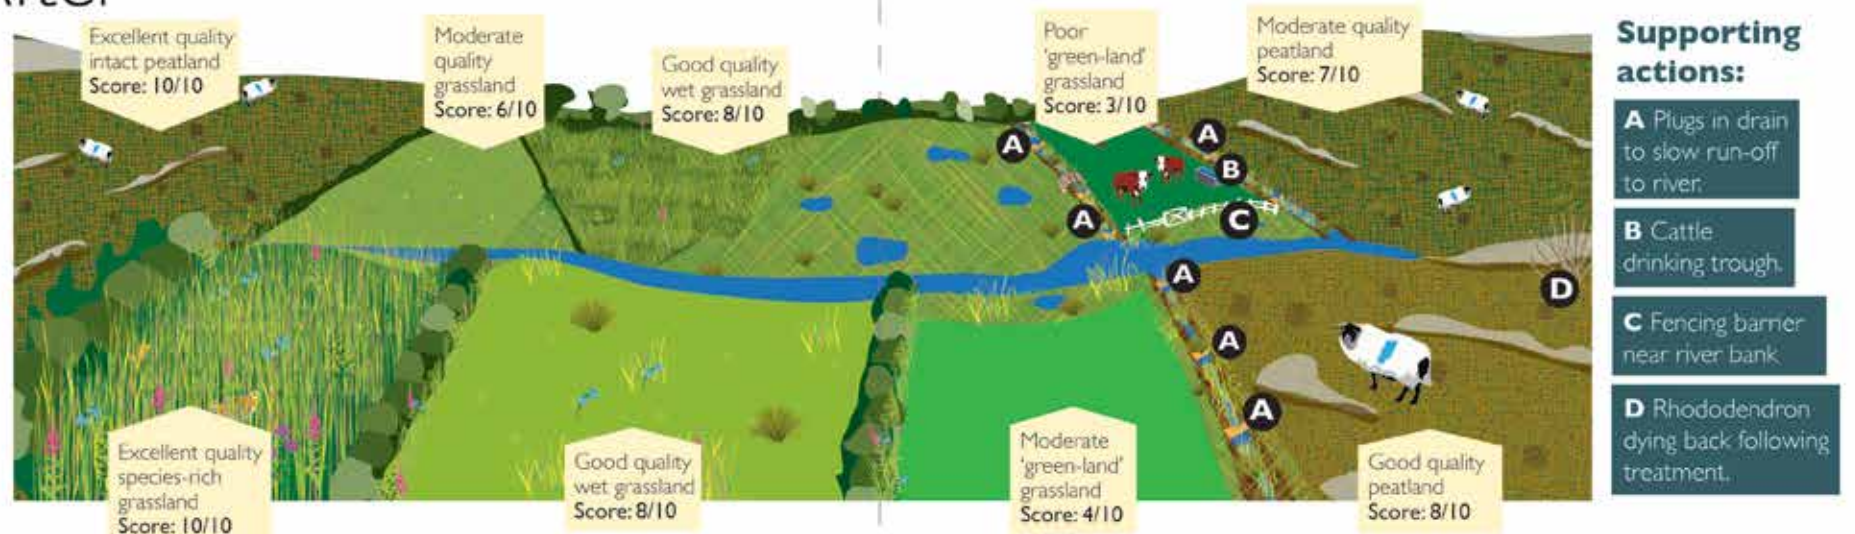 Excellent quality
intact peatland
Score: 10/10
Moderate
quality
grassland
Score: 6/10
Good quality
wet grassland
Score: 8/10
Poor
'green-land'
grassland
Score: 3/10
Moderate quality
peatland
Score: 7/10
A
A
B
A
C
A
D
A
A
Excellent quality
species-rich
grassland
Score: 10/10
Good quality
wet grassland
Score: 8/10
Moderate
'green-land'
grassland
Score: 4/10
Good quality
peatland
Score: 8/10
Supporting
actions:
A Plugs in drain
to slow run-off
to river.
B Cattle
drinking trough.
C Fencing barrier
near river bank
D Rhododendron
dying back following
treatment.